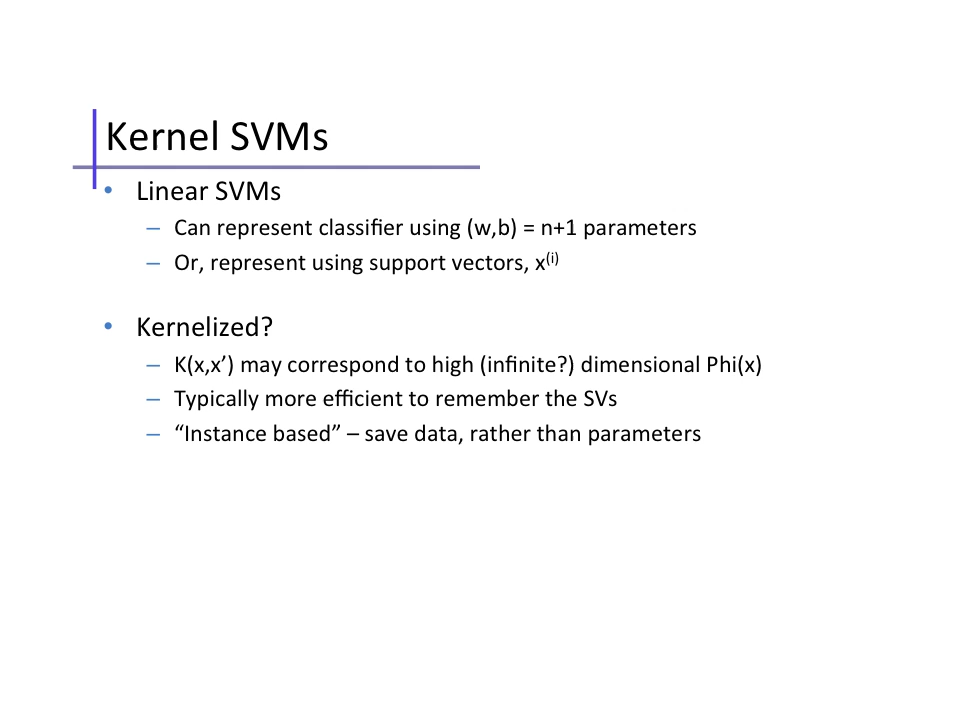 Kernel SVMs
• Linear SVMs
– Can represent classifier using (w,b) = n+1 parameters
– Or, represent using support vectors, x⁽ⁱ⁾
• Kernelized?
– K(x,x’) may correspond to high (infinite?) dimensional Phi(x)
– Typically more efficient to remember the SVs
– “Instance based” – save data, rather than parameters